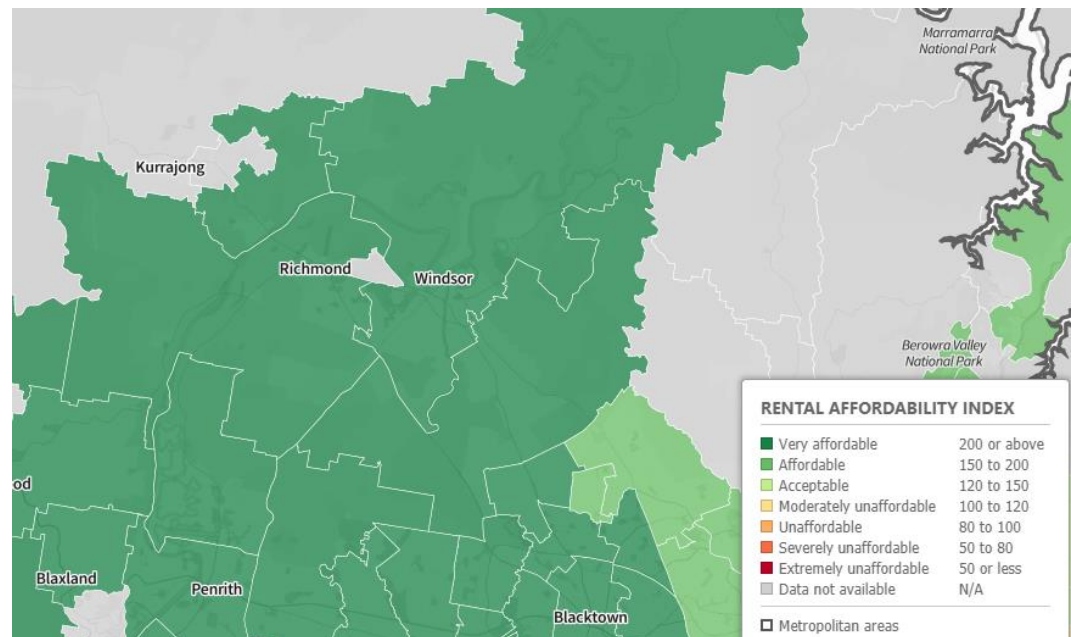 Marramarra
National Park
Kurrajong
Richmond
Windsor
Berowra Valley
National Park
RENTAL AFFORDABILITY INDEX
Very affordable 200 or above
Affordable 150 to 200
Acceptable 120 to 150
Moderately unaffordable 100 to 120
Unaffordable 80 to 100
Severely unaffordable 50 to 80
Extremely unaffordable 50 or less
Data not available N/A
Metropolitan areas
od
Blaxland
Penrith
Blacktown